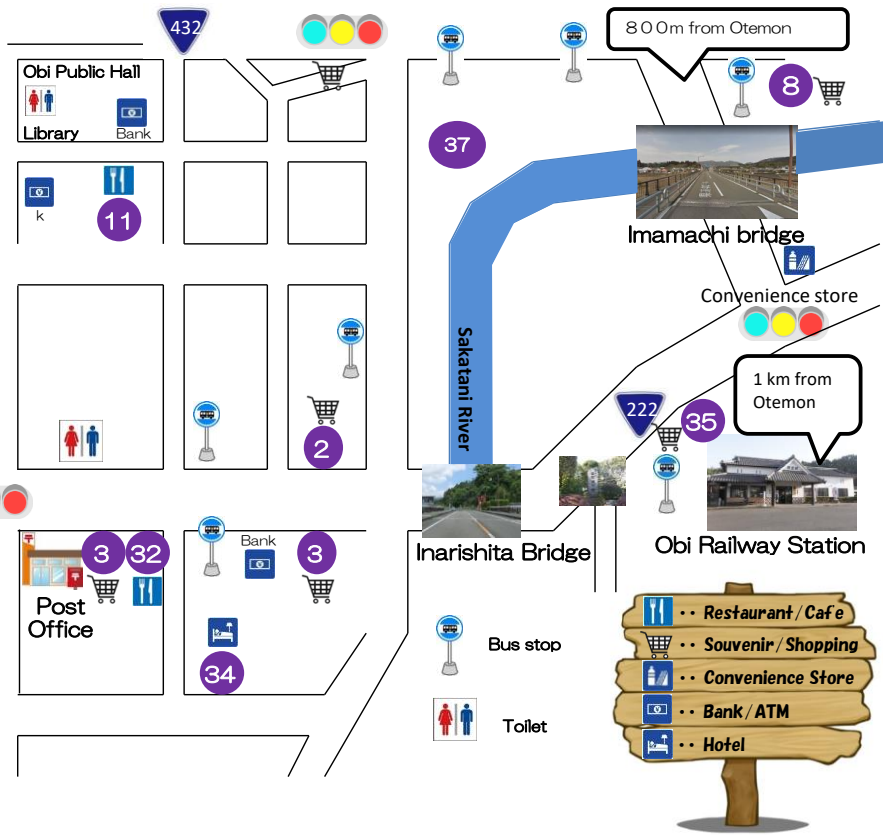 432
800m from Otemon
Obi Public Hall
Library
Bank
8
37
k
11
Imamachi bridge
Convenience store
Sakatani River
1 km from
Otemon
222
35
2
3
32
Bank
3
Inarishita Bridge
Obi Railway Station
Post
Office
34
Bus stop
Toilet
‥ Restaurant/Cafe
‥ Souvenir/Shopping
‥ Convenience Store
‥ Bank/ATM
‥ Hotel